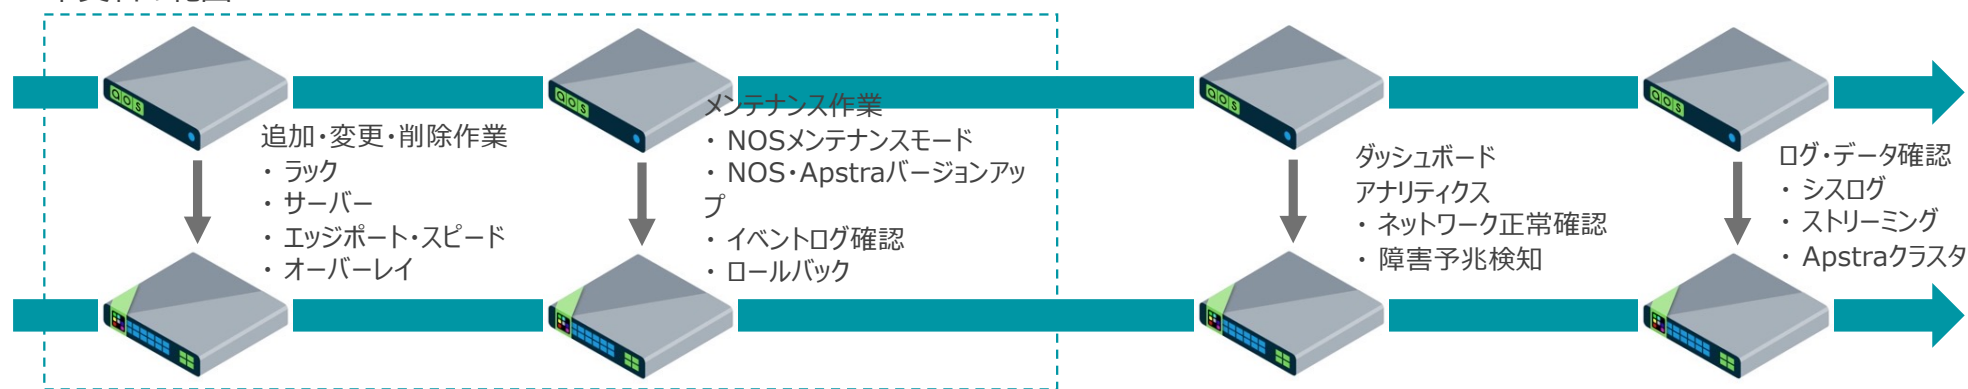 追加・変更・削除作業
・ ラック
・ サーバー
・ エッジポート・スピード
・ オーバーレイ
メンテナンス作業
・ NOSメンテナンスモード
・ NOS・Apstraバージョンアッ
プ
・ イベントログ確認
・ ロールバック
ダッシュボード
アナリティクス
・ ネットワーク正常確認
・ 障害予兆検知
ログ・データ確認
・ シスログ
・ ストリーミング
・ Apstraクラスタ